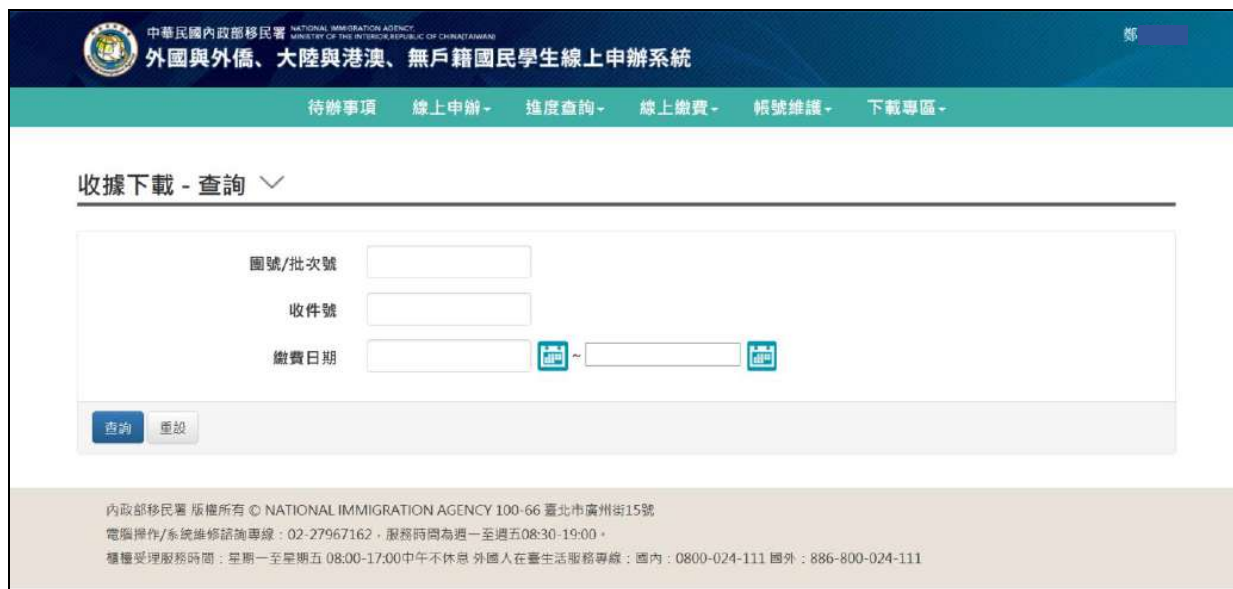 中華民國內政部移民署 NATIONAL IMMIGRATION AGENCY,
MINISTRY OF THE INTERIOR,REPUBLIC OF CHINA(TAIWAN)
外國與外僑、大陸與港澳、無戶籍國民學生線上申辦系統
鄭
待辦事項 線上申辦 進度查詢 線上繳費 帳號維護 下載專區
收據下載 - 查詢
團號/批次號
收件號
繳費日期 ~
查詢 重設
內政部移民署 版權所有 © NATIONAL IMMIGRATION AGENCY 100-66 臺北市廣州街15號
電腦操作/系統維修諮詢專線：02-27967162，服務時間為週一至週五08:30-19:00。
櫃檯受理服務時間：星期一至星期五 08:00-17:00中午不休息 外國人在臺生活服務專線：國內：0800-024-111 國外：886-800-024-111